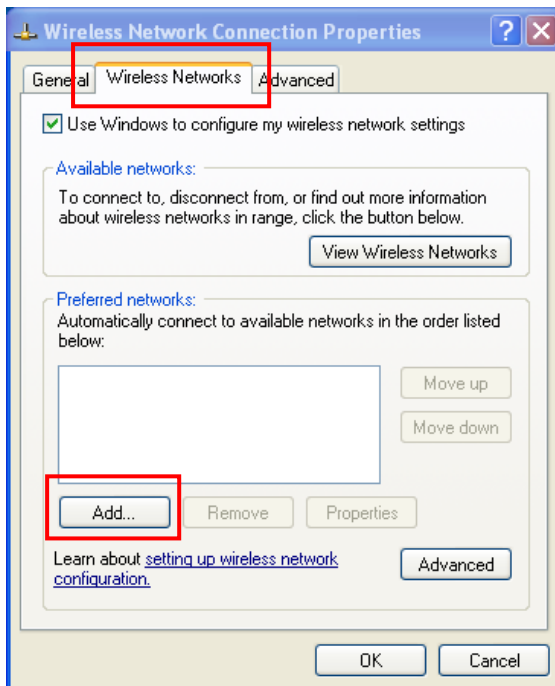 Wireless Network Connection Properties
General Wireless Networks Advanced
Use Windows to configure my wireless network settings
Available networks:
To connect to, disconnect from, or find out more information
about wireless networks in range, click the button below.
View Wireless Networks
Preferred networks:
Automatically connect to available networks in the order listed
below:
Move up
Move down
Add... Remove Properties
Learn about setting up wireless network
configuration.
Advanced
OK Cancel